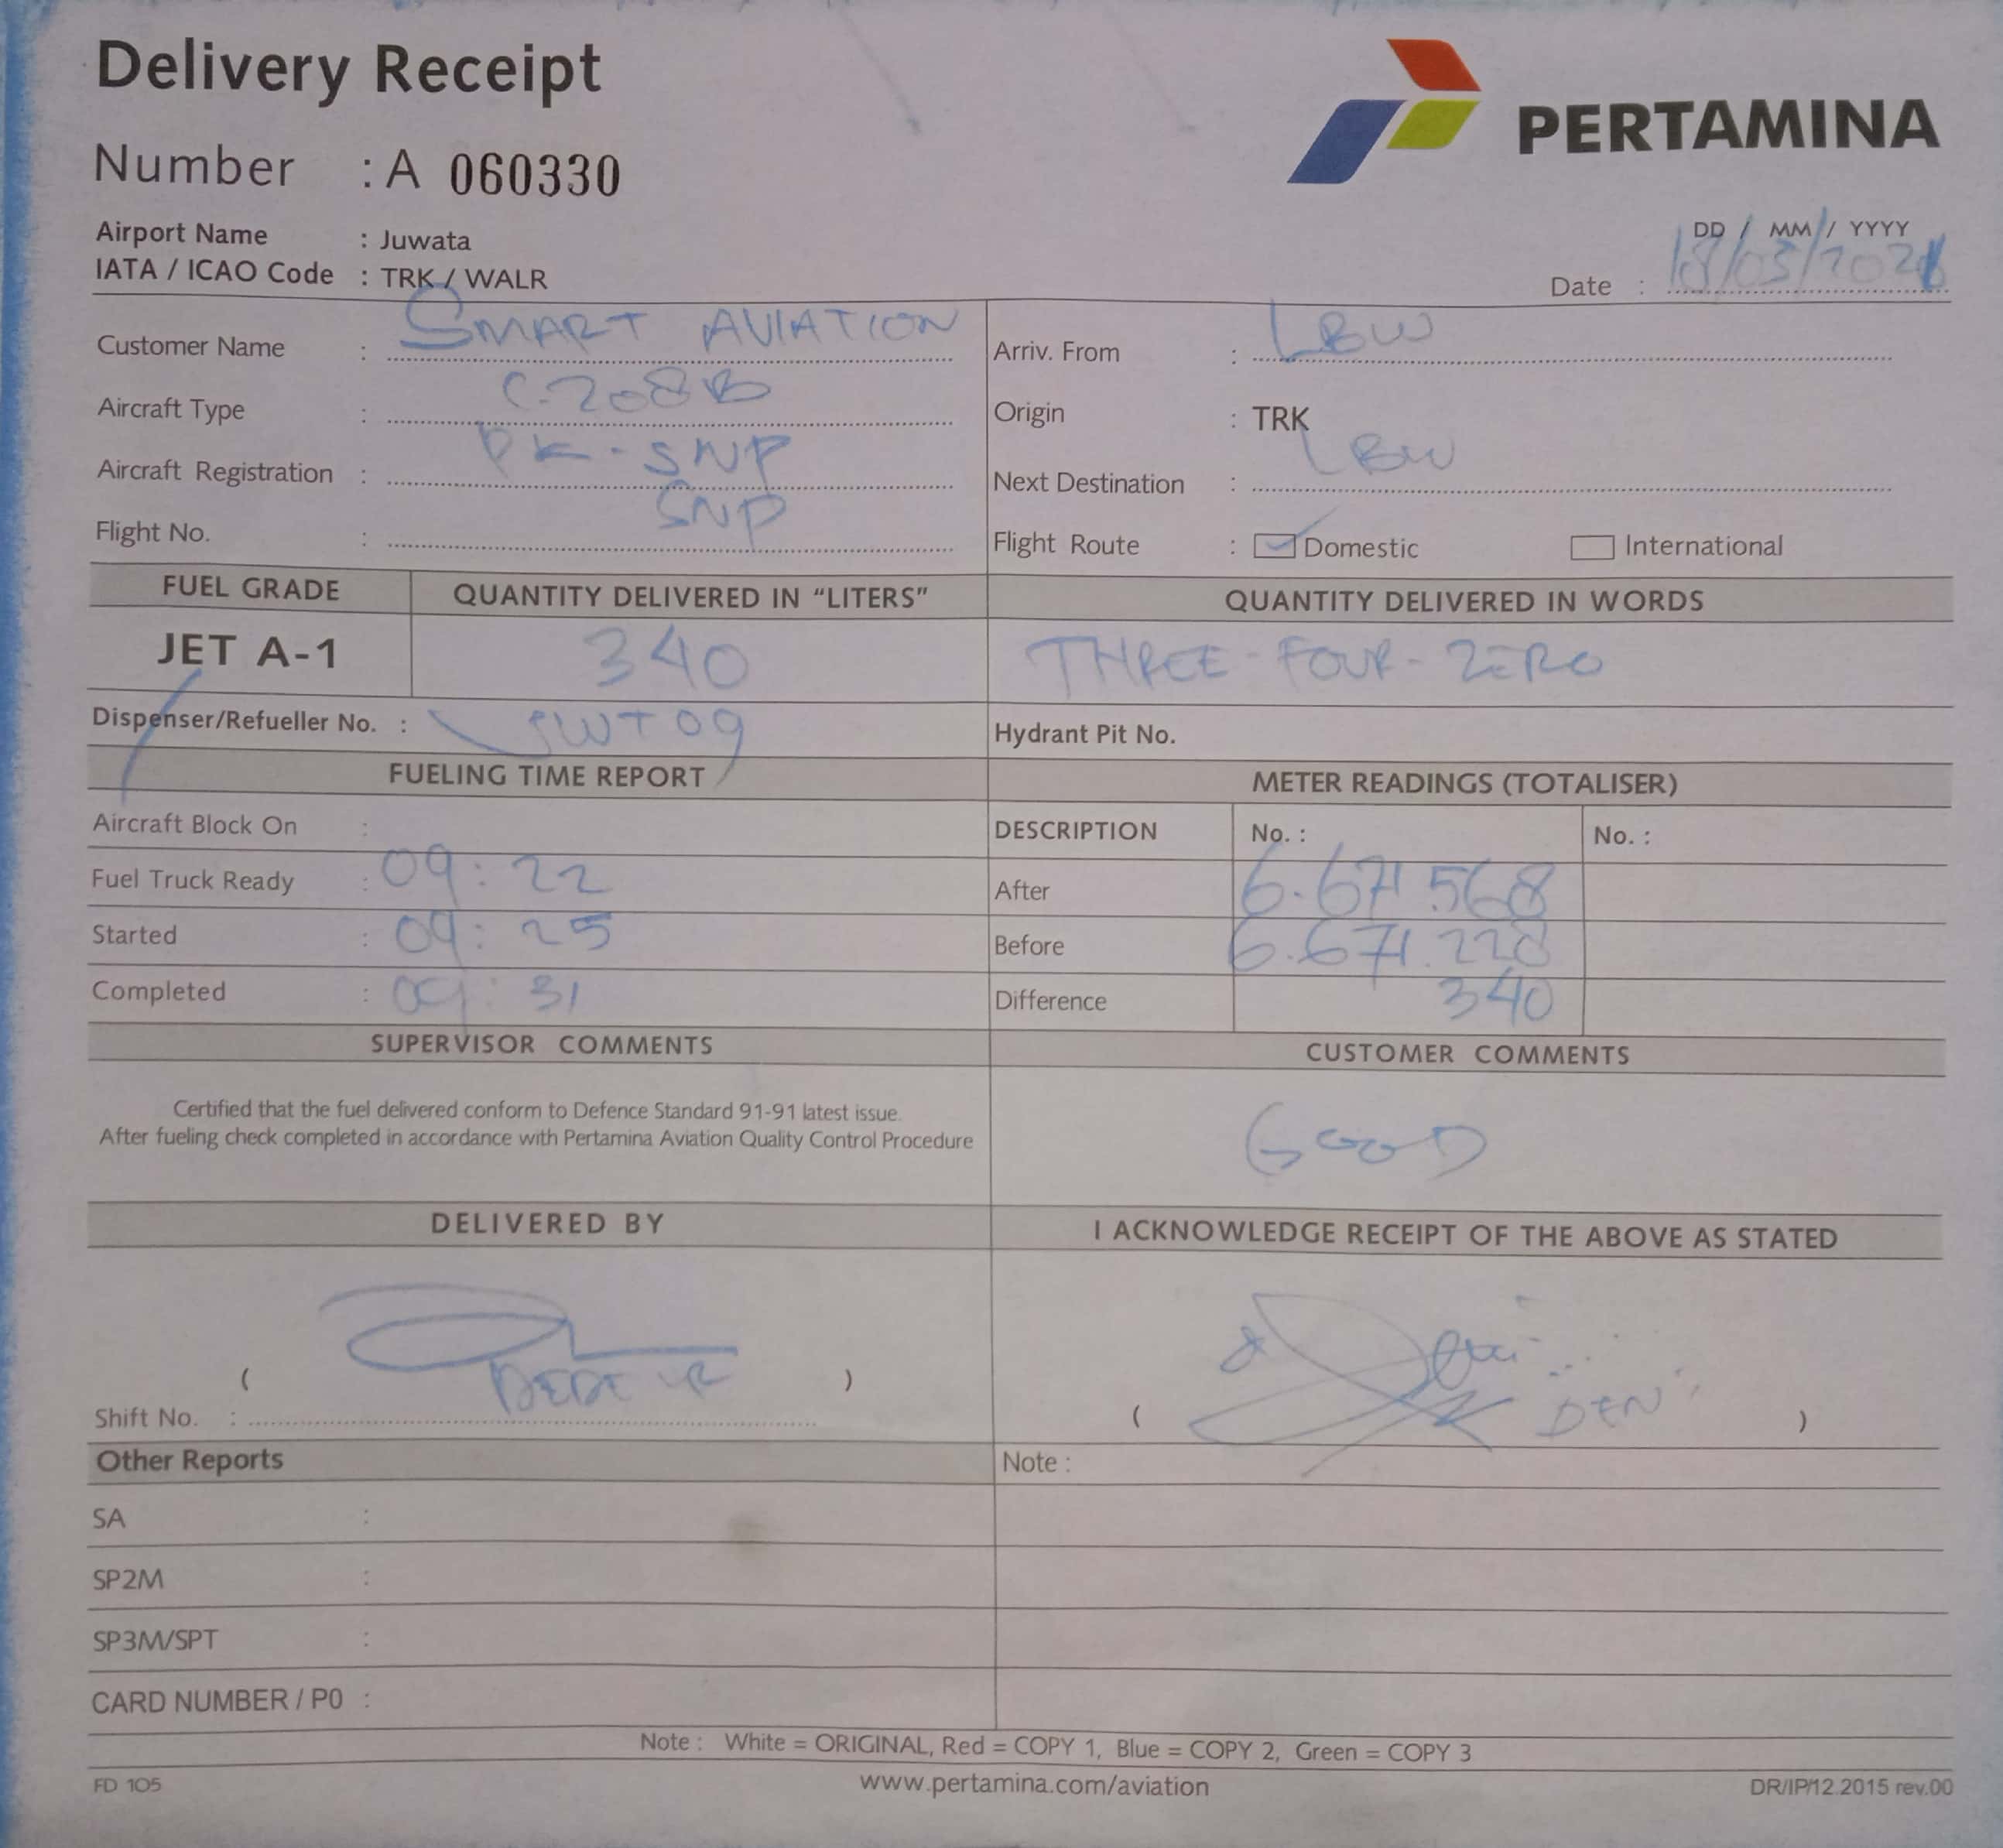 Delivery Receipt
PERTAMINA
Number : A 060330
Airport Name : Juwata
IATA / ICAO Code : TRK / WALR
DD / MM / YYYY
Date : 18/03/2021
Customer Name : SMART AVIATION
Arriv. From : LBW
Aircraft Type : C208B
Origin : TRK
Aircraft Registration : PK-SNP
Next Destination : LBW
Flight No. : SNP
Flight Route : Domestic International
FUEL GRADE QUANTITY DELIVERED IN “LITERS” QUANTITY DELIVERED IN WORDS
JET A-1 340 THREE-FOUR-ZERO
Dispenser/Refueller No. : SWT 09
Hydrant Pit No.
FUELING TIME REPORT METER READINGS (TOTALISER)
Aircraft Block On : DESCRIPTION No. : No. :
Fuel Truck Ready : 09:22 After 6.671.568
Started : 09:25 Before 6.671.228
Completed : 09:31 Difference 340
SUPERVISOR COMMENTS CUSTOMER COMMENTS
Certified that the fuel delivered conform to Defence Standard 91-91 latest issue.
After fueling check completed in accordance with Pertamina Aviation Quality Control Procedure
GOOD
DELIVERED BY I ACKNOWLEDGE RECEIPT OF THE ABOVE AS STATED
( )
Shift No. :
( DEN )
Other Reports Note :
SA :
SP2M :
SP3M/SPT :
CARD NUMBER / P0 :
Note : White = ORIGINAL, Red = COPY 1, Blue = COPY 2, Green = COPY 3
FD 105 www.pertamina.com/aviation DR/IP/12.2015 rev.00